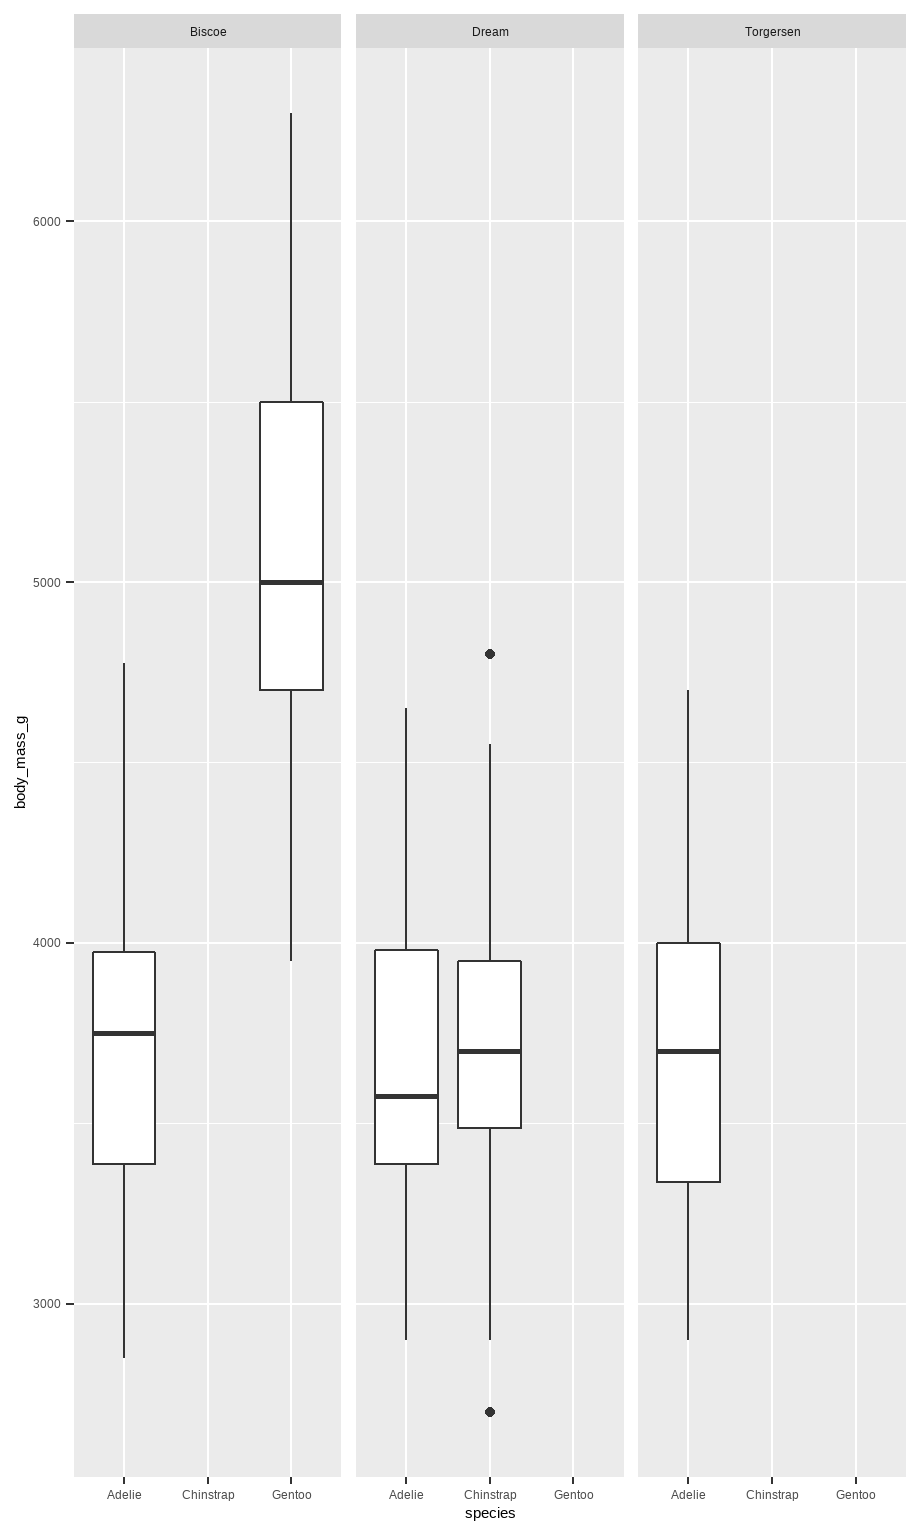 Biscoe
Dream
Torgersen
6000
5000
4000
3000
body_mass_g
Adelie Chinstrap Gentoo
Adelie Chinstrap Gentoo
Adelie Chinstrap Gentoo
species